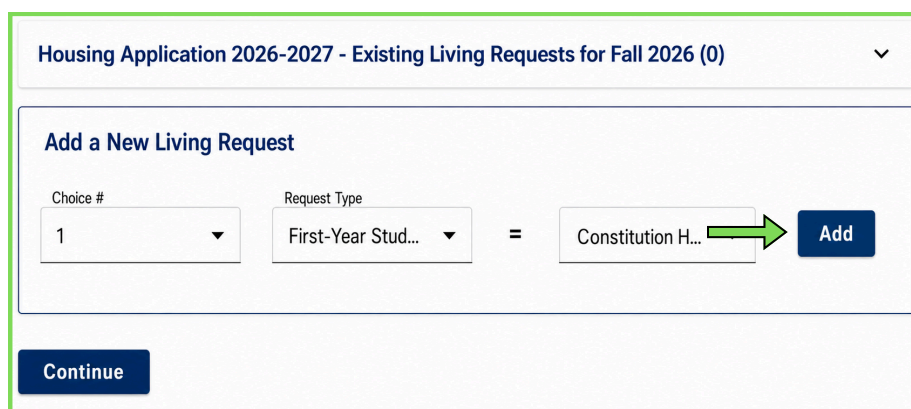 Housing Application 2026-2027 - Existing Living Requests for Fall 2026 (0)
Add a New Living Request
Choice #
Request Type
1
First-Year Stud...
=
Constitution H...
Add
Continue